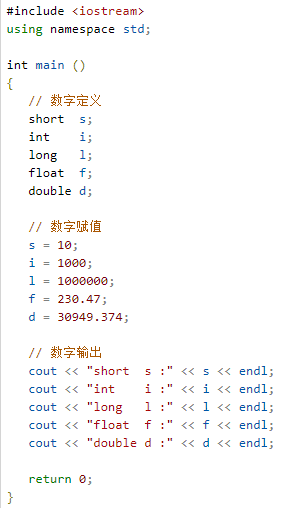 #include <iostream>
using namespace std;
int main ()
{
// 数字定义
short  s;
int    i;
long   l;
float  f;
double d;
// 数字赋值
s = 10;
i = 1000;
l = 1000000;
f = 230.47;
d = 30949.374;
// 数字输出
cout << "short  s :" << s << endl;
cout << "int    i :" << i << endl;
cout << "long   l :" << l << endl;
cout << "float  f :" << f << endl;
cout << "double d :" << d << endl;
return 0;
}